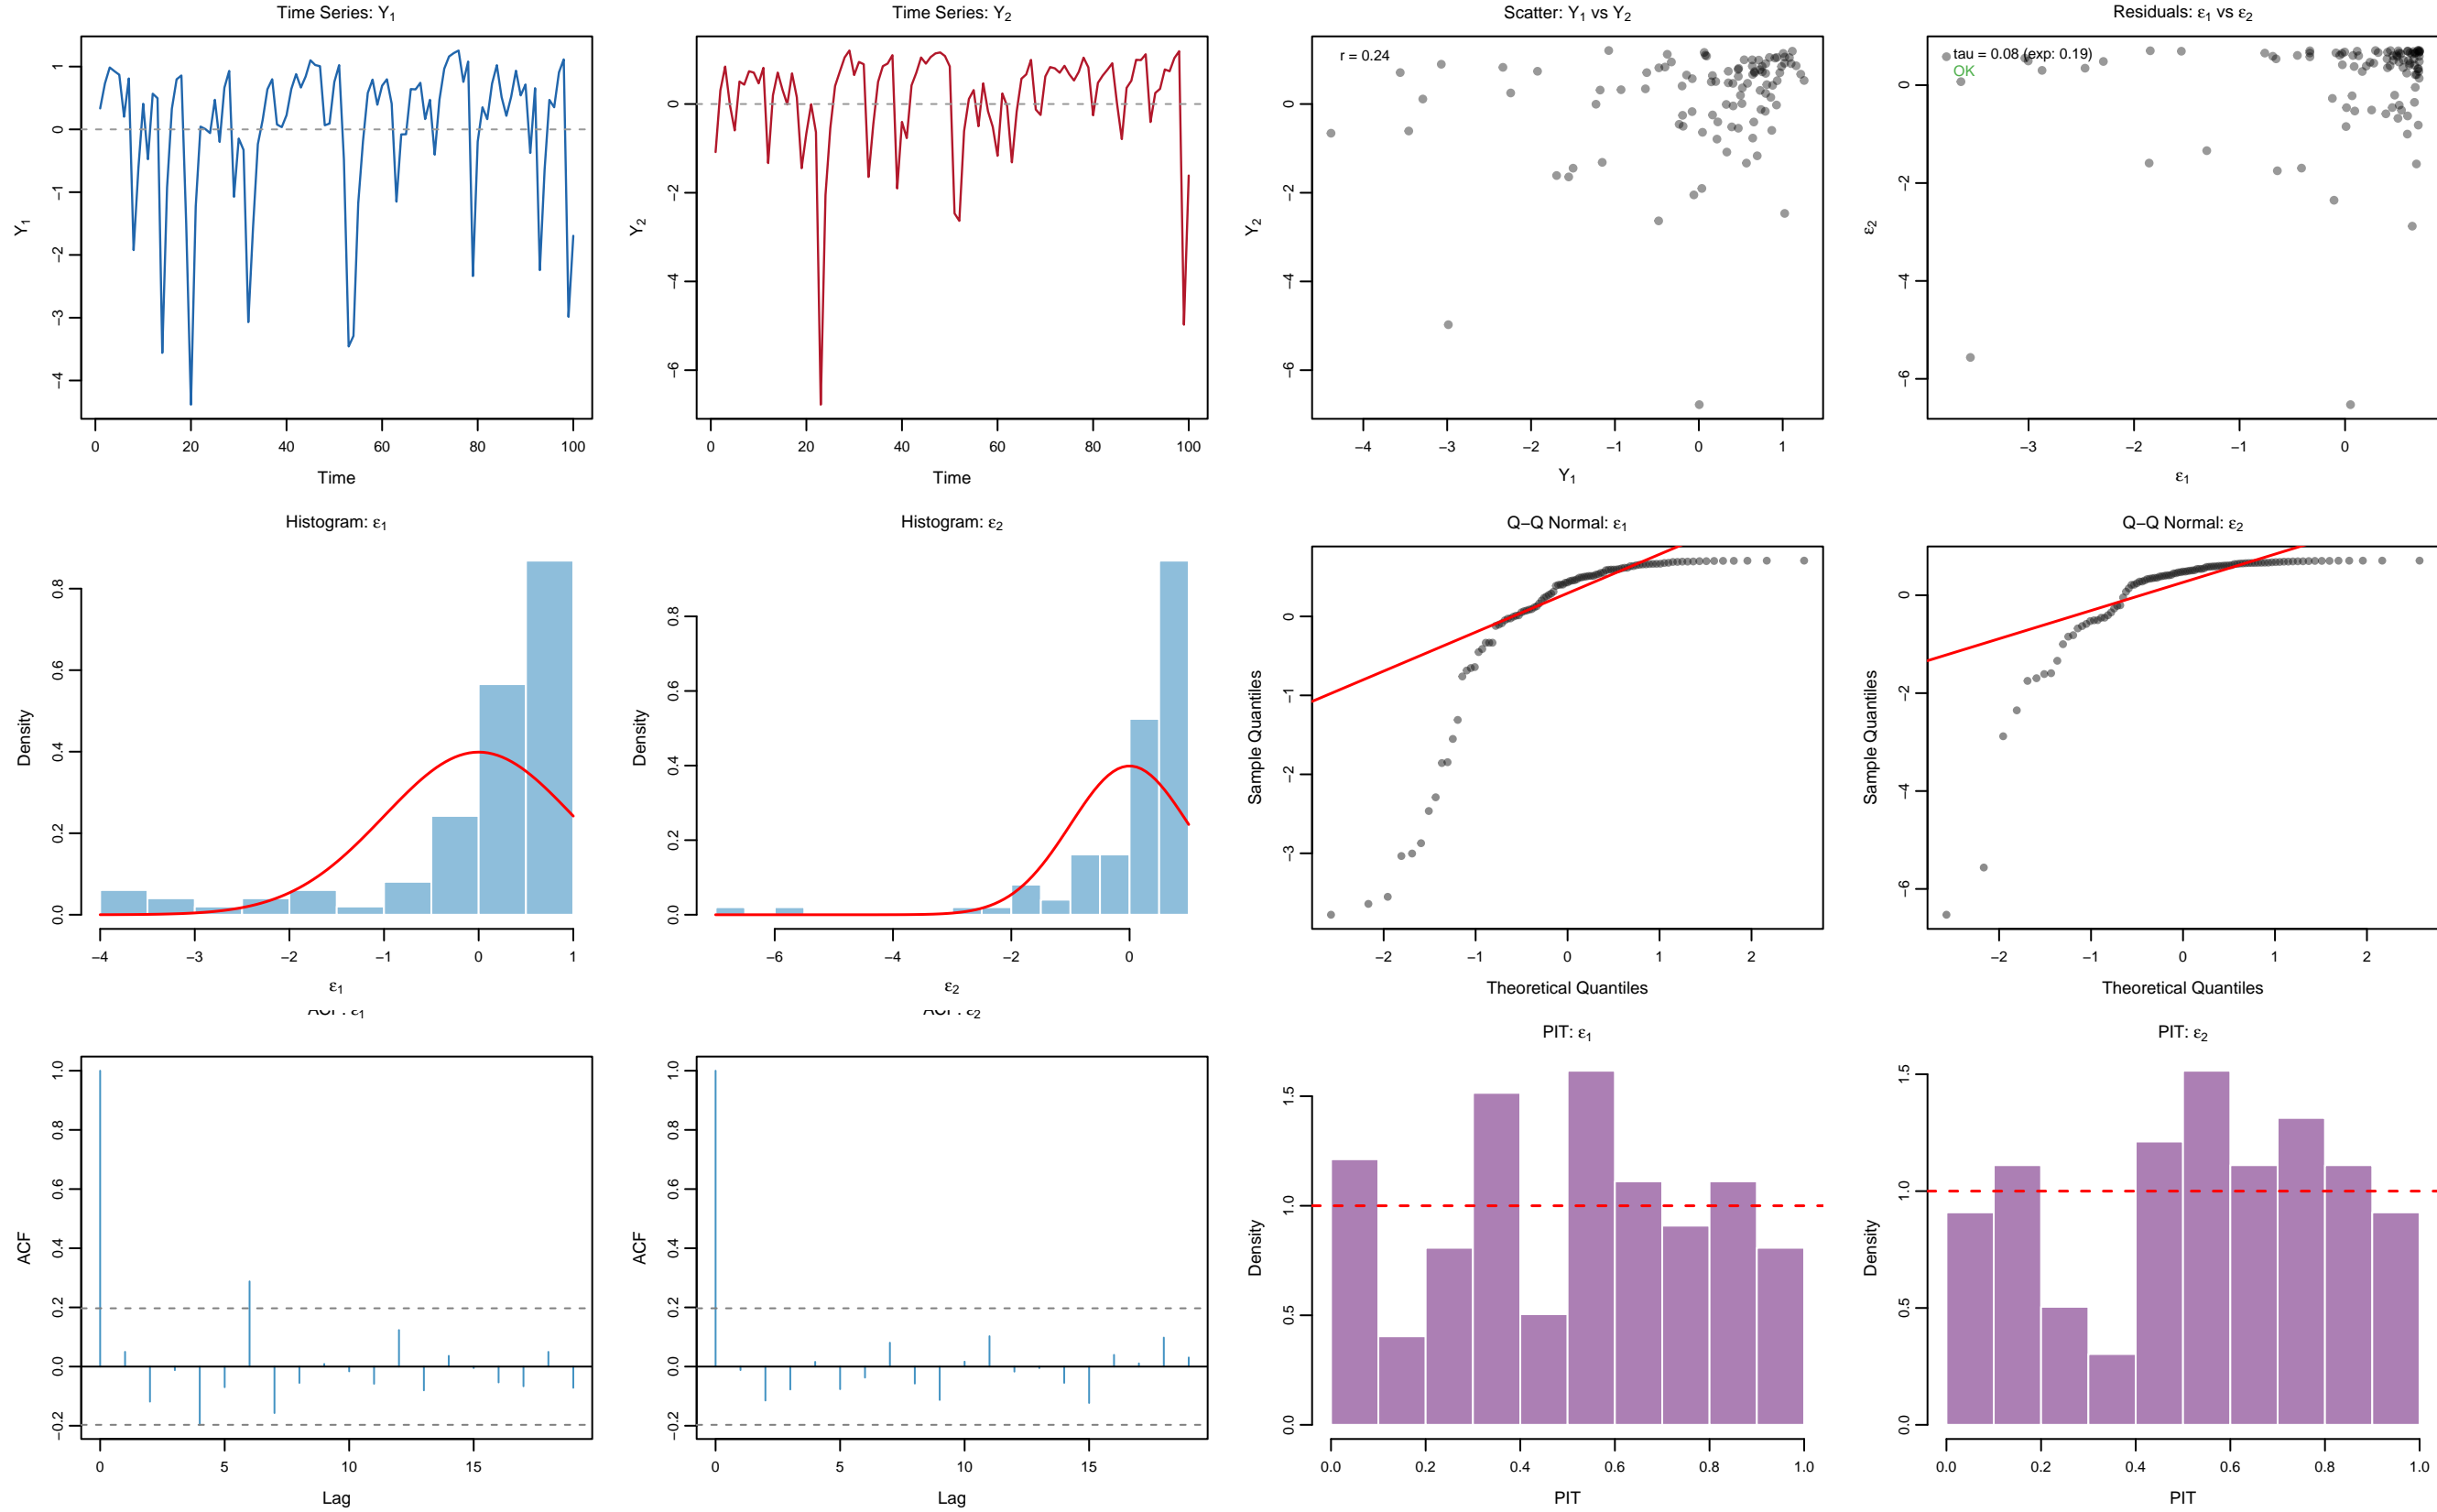 Time Series: Y₁
Time Series: Y₂
Scatter: Y₁ vs Y₂
Residuals: ε₁ vs ε₂
Y₁
1
0
−1
−2
−3
−4
0 20 40 60 80 100
Time
Y₂
0
−2
−4
−6
0 20 40 60 80 100
Time
r = 0.24
Y₂
0
−2
−4
−6
−4 −3 −2 −1 0 1
Y₁
tau = 0.08 (exp: 0.19)
OK
ε₂
0
−2
−4
−6
−3 −2 −1 0
ε₁
Histogram: ε₁
Histogram: ε₂
Q−Q Normal: ε₁
Q−Q Normal: ε₂
Density
0.8
0.6
0.4
0.2
0.0
−4 −3 −2 −1 0 1
ε₁
Density
0.8
0.6
0.4
0.2
0.0
−6 −4 −2 0
ε₂
Sample Quantiles
0
−1
−2
−3
−2 −1 0 1 2
Theoretical Quantiles
Sample Quantiles
0
−2
−4
−6
−2 −1 0 1 2
Theoretical Quantiles
ACF: ε₁
ACF: ε₂
PIT: ε₁
PIT: ε₂
ACF
1.0
0.8
0.6
0.4
0.2
0.0
−0.2
0 5 10 15
Lag
ACF
1.0
0.8
0.6
0.4
0.2
0.0
−0.2
0 5 10 15
Lag
Density
1.5
1.0
0.5
0.0
0.0 0.2 0.4 0.6 0.8 1.0
PIT
Density
1.5
1.0
0.5
0.0
0.0 0.2 0.4 0.6 0.8 1.0
PIT